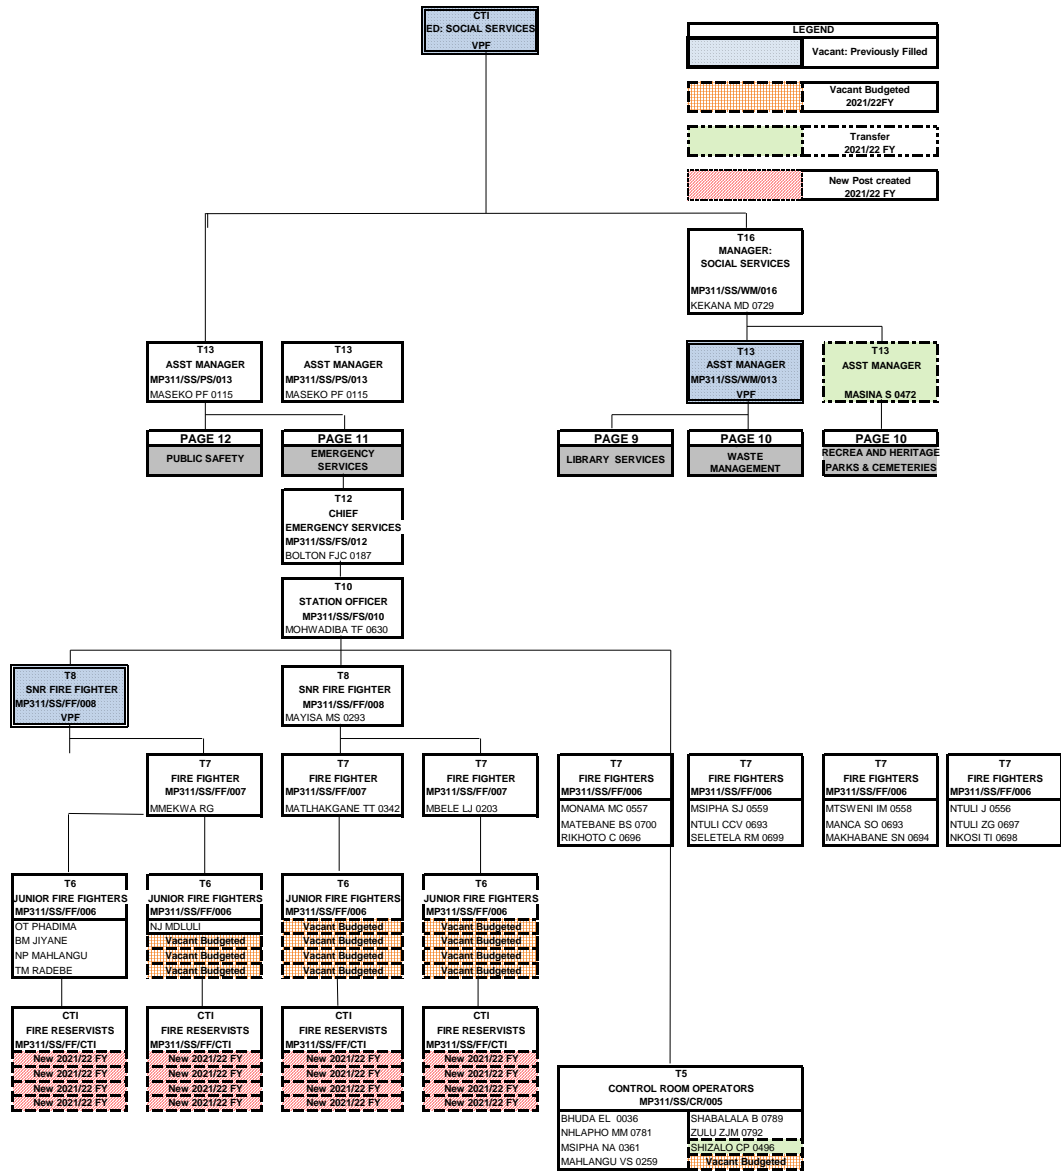 CTI
ED: SOCIAL SERVICES
VPF
LEGEND
Vacant: Previously Filled
Vacant Budgeted
2021/22FY
Transfer
2021/22 FY
New Post created
2021/22 FY
T16
MANAGER:
SOCIAL SERVICES
MP311/SS/WM/016
KEKANA MD 0729
T13
ASST MANAGER
MP311/SS/PS/013
MASEKO PF 0115
T13
ASST MANAGER
MP311/SS/PS/013
MASEKO PF 0115
T13
ASST MANAGER
MP311/SS/WM/013
VPF
T13
ASST MANAGER
MASINA S 0472
PAGE 12
PUBLIC SAFETY
PAGE 11
EMERGENCY
SERVICES
PAGE 9
LIBRARY SERVICES
PAGE 10
WASTE
MANAGEMENT
PAGE 10
RECREA AND HERITAGE
PARKS & CEMETERIES
T12
CHIEF
EMERGENCY SERVICES
MP311/SS/FS/012
BOLTON FJC 0187
T10
STATION OFFICER
MP311/SS/FS/010
MOHWADIBA TF 0630
T8
SNR FIRE FIGHTER
MP311/SS/FF/008
VPF
T8
SNR FIRE FIGHTER
MP311/SS/FF/008
MAYISA MS 0293
T7
FIRE FIGHTER
MP311/SS/FF/007
MMEKWA RG
T7
FIRE FIGHTER
MP311/SS/FF/007
MATLHAKGANE TT 0342
T7
FIRE FIGHTER
MP311/SS/FF/007
MBELE LJ 0203
T7
FIRE FIGHTERS
MP311/SS/FF/006
MONAMA MC 0557
MATEBANE BS 0700
RIKHOTO C 0696
T7
FIRE FIGHTERS
MP311/SS/FF/006
MSIPHA SJ 0559
NTULI CCV 0693
SELETELA RM 0699
T7
FIRE FIGHTERS
MP311/SS/FF/006
MTSWENI IM 0558
MANCA SO 0693
MAKHABANE SN 0694
T7
FIRE FIGHTERS
MP311/SS/FF/006
NTULI J 0556
NTULI ZG 0697
NKOSI TI 0698
T6
JUNIOR FIRE FIGHTERS
MP311/SS/FF/006
OT PHADIMA
BM JIYANE
NP MAHLANGU
TM RADEBE
T6
JUNIOR FIRE FIGHTERS
MP311/SS/FF/006
NJ MDLULI
Vacant Budgeted
Vacant Budgeted
Vacant Budgeted
T6
JUNIOR FIRE FIGHTERS
MP311/SS/FF/006
Vacant Budgeted
Vacant Budgeted
Vacant Budgeted
Vacant Budgeted
T6
JUNIOR FIRE FIGHTERS
MP311/SS/FF/006
Vacant Budgeted
Vacant Budgeted
Vacant Budgeted
Vacant Budgeted
CTI
FIRE RESERVISTS
MP311/SS/FF/CTI
New 2021/22 FY
New 2021/22 FY
New 2021/22 FY
New 2021/22 FY
CTI
FIRE RESERVISTS
MP311/SS/FF/CTI
New 2021/22 FY
New 2021/22 FY
New 2021/22 FY
New 2021/22 FY
CTI
FIRE RESERVISTS
MP311/SS/FF/CTI
New 2021/22 FY
New 2021/22 FY
New 2021/22 FY
New 2021/22 FY
CTI
FIRE RESERVISTS
MP311/SS/FF/CTI
New 2021/22 FY
New 2021/22 FY
New 2021/22 FY
New 2021/22 FY
T5
CONTROL ROOM OPERATORS
MP311/SS/CR/005
BHUDA EL 0036
NHLAPHO MM 0781
MSIPHA NA 0361
MAHLANGU VS 0259
SHABALALA B 0789
ZULU ZJM 0792
SHIZALO CP 0496
Vacant Budgeted